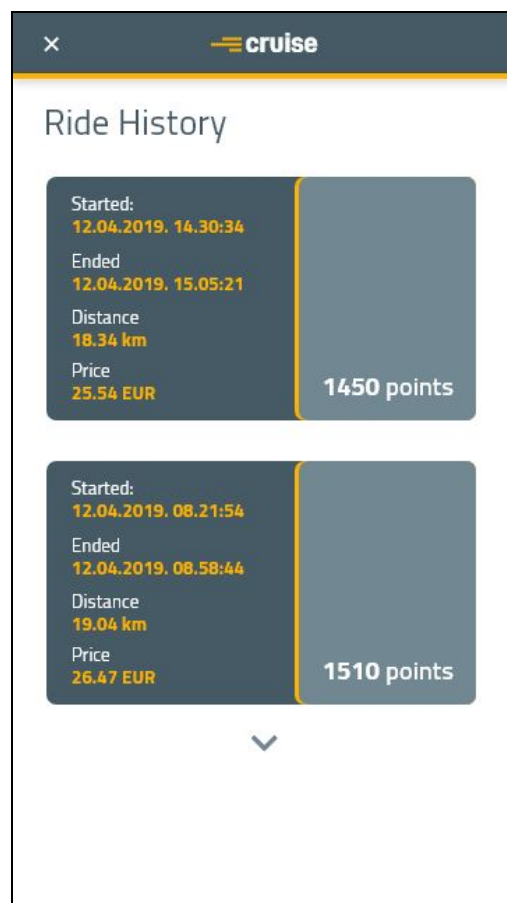 cruise
Ride History
Started:
12.04.2019. 14.30:34
Ended
12.04.2019. 15.05:21
Distance
18.34 km
Price
25.54 EUR
1450 points
Started:
12.04.2019. 08.21:54
Ended
12.04.2019. 08.58:44
Distance
19.04 km
Price
26.47 EUR
1510 points